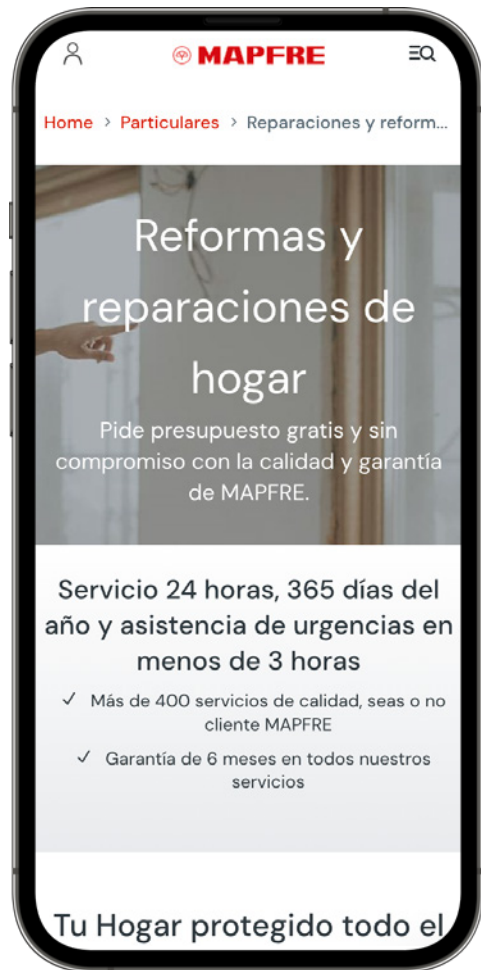 MAPFRE
Home > Particulares > Reparaciones y reform...
Reformas y
reparaciones de
hogar
Pide presupuesto gratis y sin
compromiso con la calidad y garantía
de MAPFRE.
Servicio 24 horas, 365 días del
año y asistencia de urgencias en
menos de 3 horas
✓ Más de 400 servicios de calidad, seas o no
cliente MAPFRE
✓ Garantía de 6 meses en todos nuestros
servicios
Tu Hogar protegido todo el